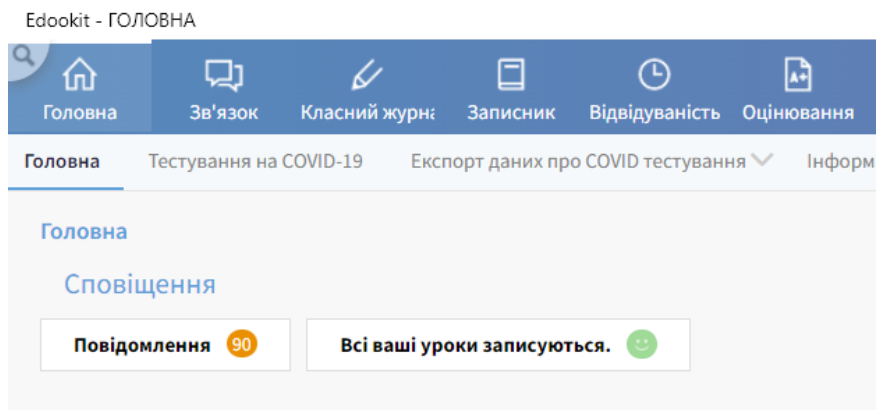 Edookit - ГОЛОВНА
Головна Зв'язок Класний журна Записник Відвідуваність Оцінювання
Головна Тестування на COVID-19 Експорт даних про COVID тестування Інформ
Головна
Сповіщення
Повідомлення 90 Всі ваші уроки записуються.